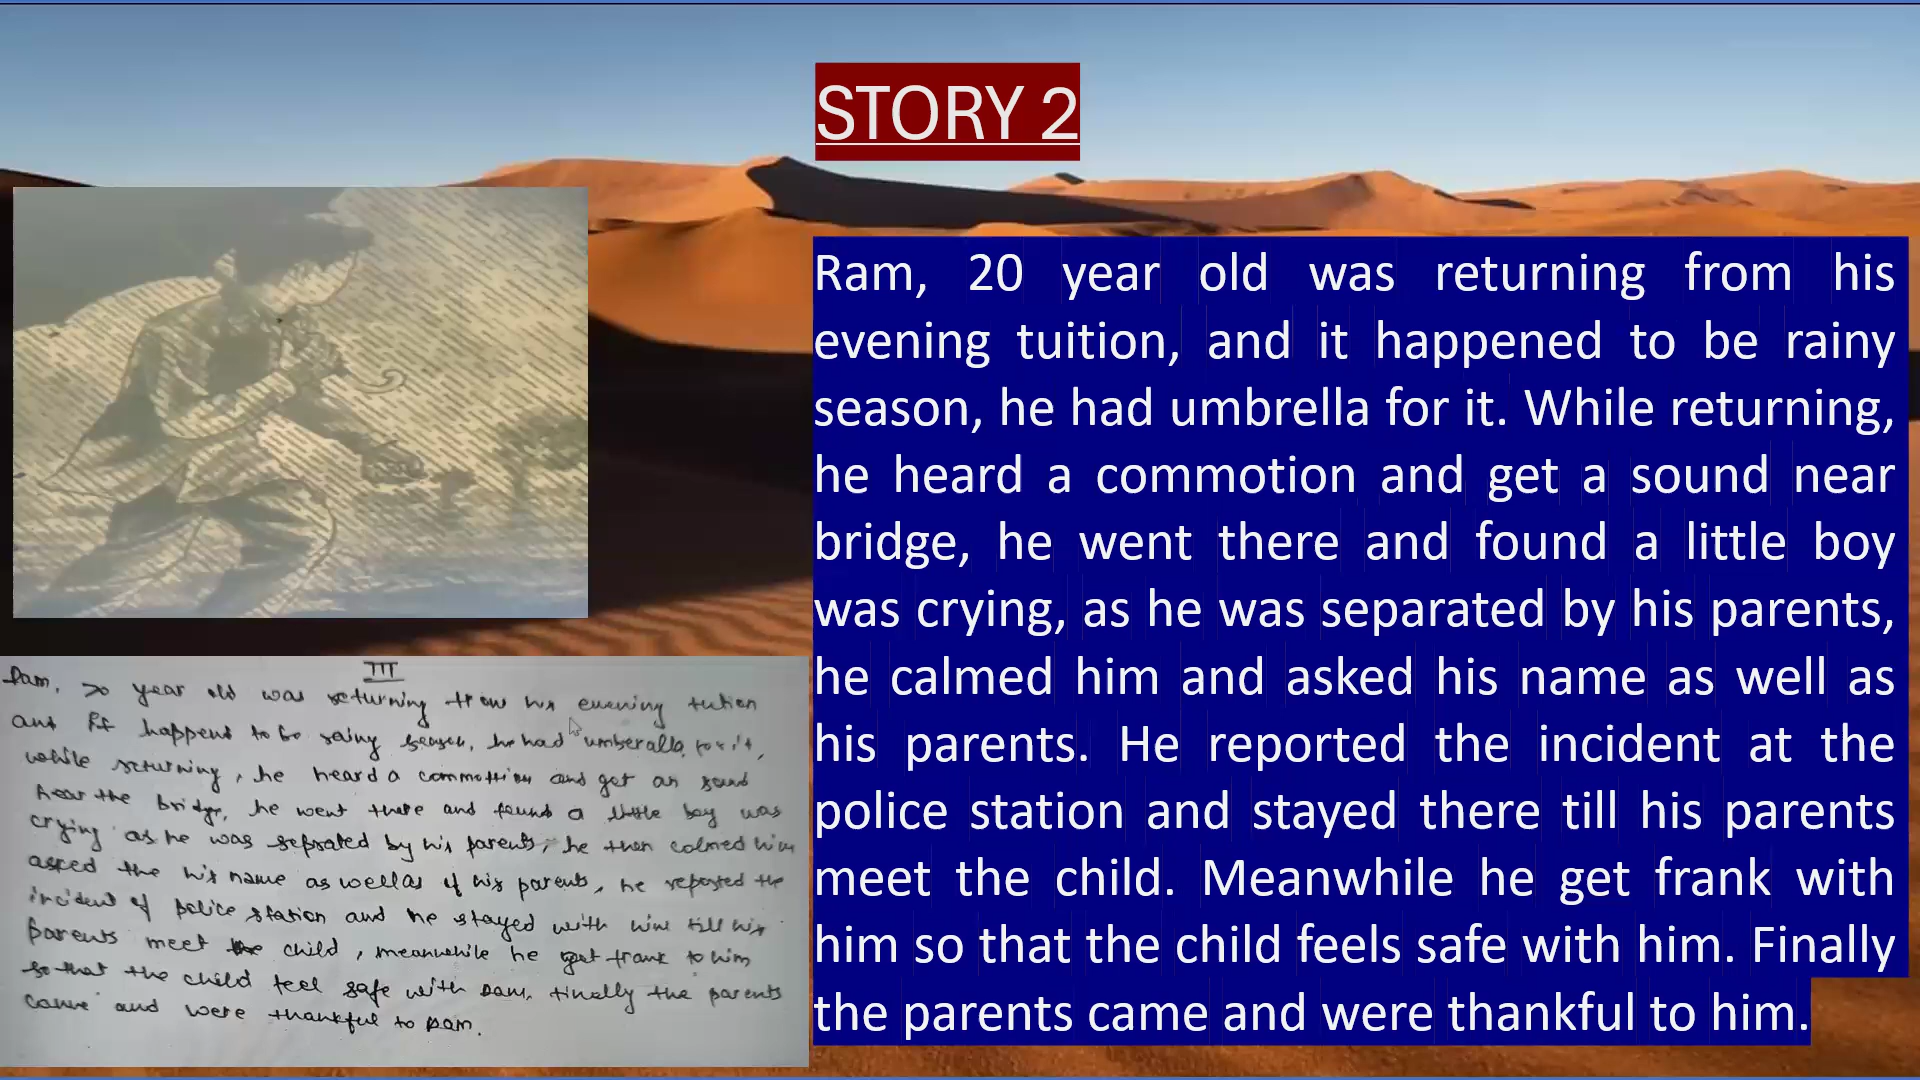 STORY 2
Ram, 20 year old was returning from his
evening tuition, and it happened to be rainy
season, he had umbrella for it. While returning,
he heard a commotion and get a sound near
bridge, he went there and found a little boy
was crying, as he was separated by his parents,
he calmed him and asked his name as well as
his parents. He reported the incident at the
police station and stayed there till his parents
meet the child. Meanwhile he get frank with
him so that the child feels safe with him. Finally
the parents came and were thankful to him.
III
Ram, 20 year old was returning from his evening tution
and it happend to be rainy season, he had umberalla for it,
while returning, he heard a commottion and get an sound
near the bridge, he went there and found a little boy was
crying as he was seprated by his parents, he then calmed him
asked the his name as well as of his parents, he reported the
incident of police station and he stayed with him till his
parents meet the child, meanwhile he get frank to him
so that the child feel safe with Ram, finally the parents
came and were thankful to Ram.